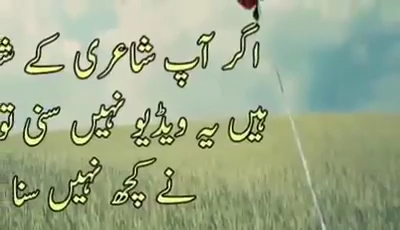 اگر آپ شاعری کے
ہیں یہ ویڈیو نہیں سنی تو
نے کچھ نہیں سنا